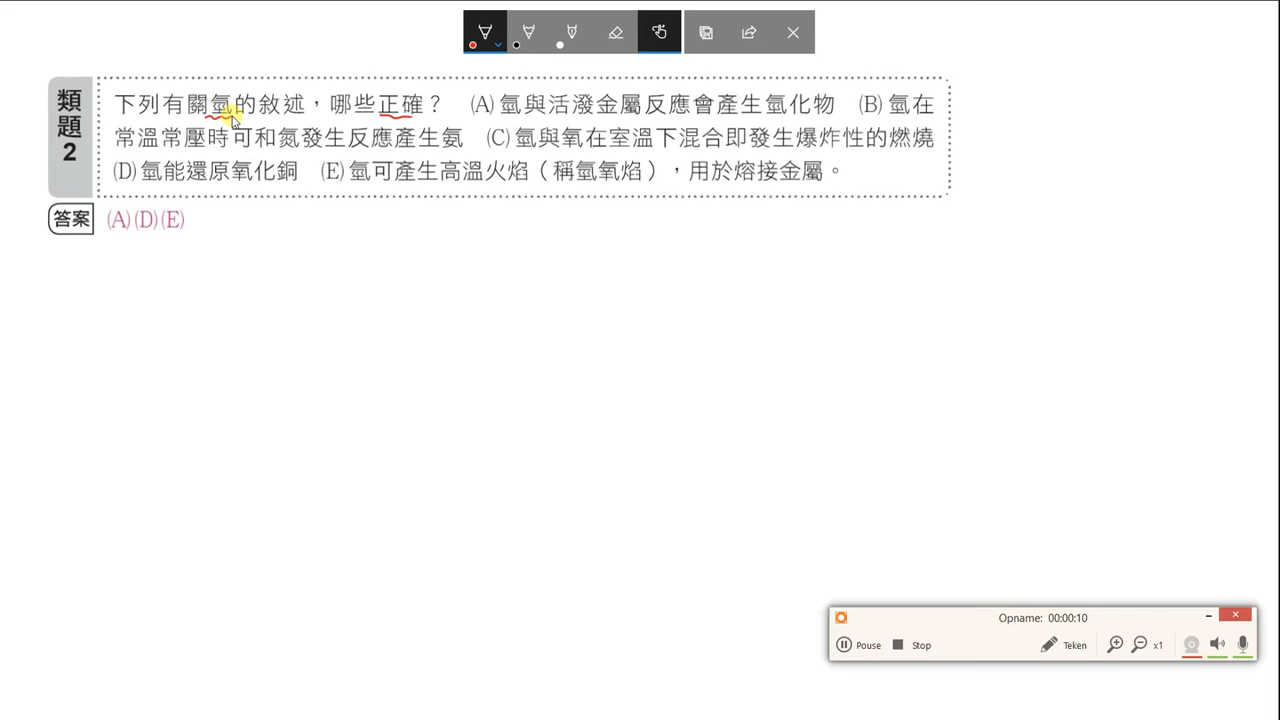 類題2
下列有關氫的敘述，哪些正確？ (A)氫與活潑金屬反應會產生氫化物 (B)氫在
常溫常壓時可和氮發生反應產生氨 (C)氫與氧在室溫下混合即發生爆炸性的燃燒
(D)氫能還原氧化銅 (E)氫可產生高溫火焰（稱氫氧焰），用於熔接金屬。
答案 (A)(D)(E)
Opname: 00:00:10
Pause Stop Teken x1